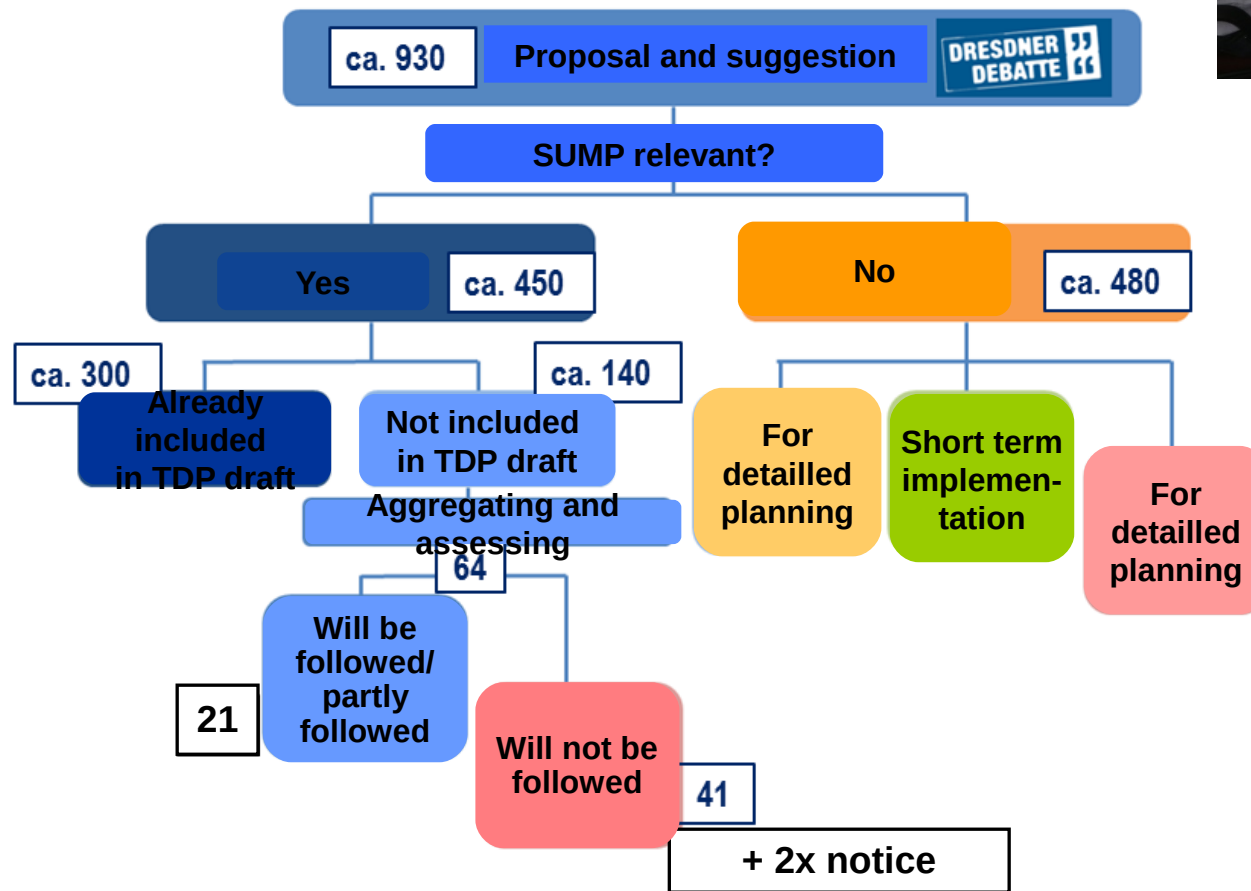 ca. 930
Proposal and suggestion
DRESDNER
DEBATTE
SUMP relevant?
Yes
ca. 450
No
ca. 480
ca. 300
Already
included
in TDP draft
ca. 140
Not included
in TDP draft
For
detailled
planning
Short term
implemen-
tation
For
detailled
planning
Aggregating and
assessing
64
Will be
followed/
partly
followed
21
Will not be
followed
41
+ 2x notice